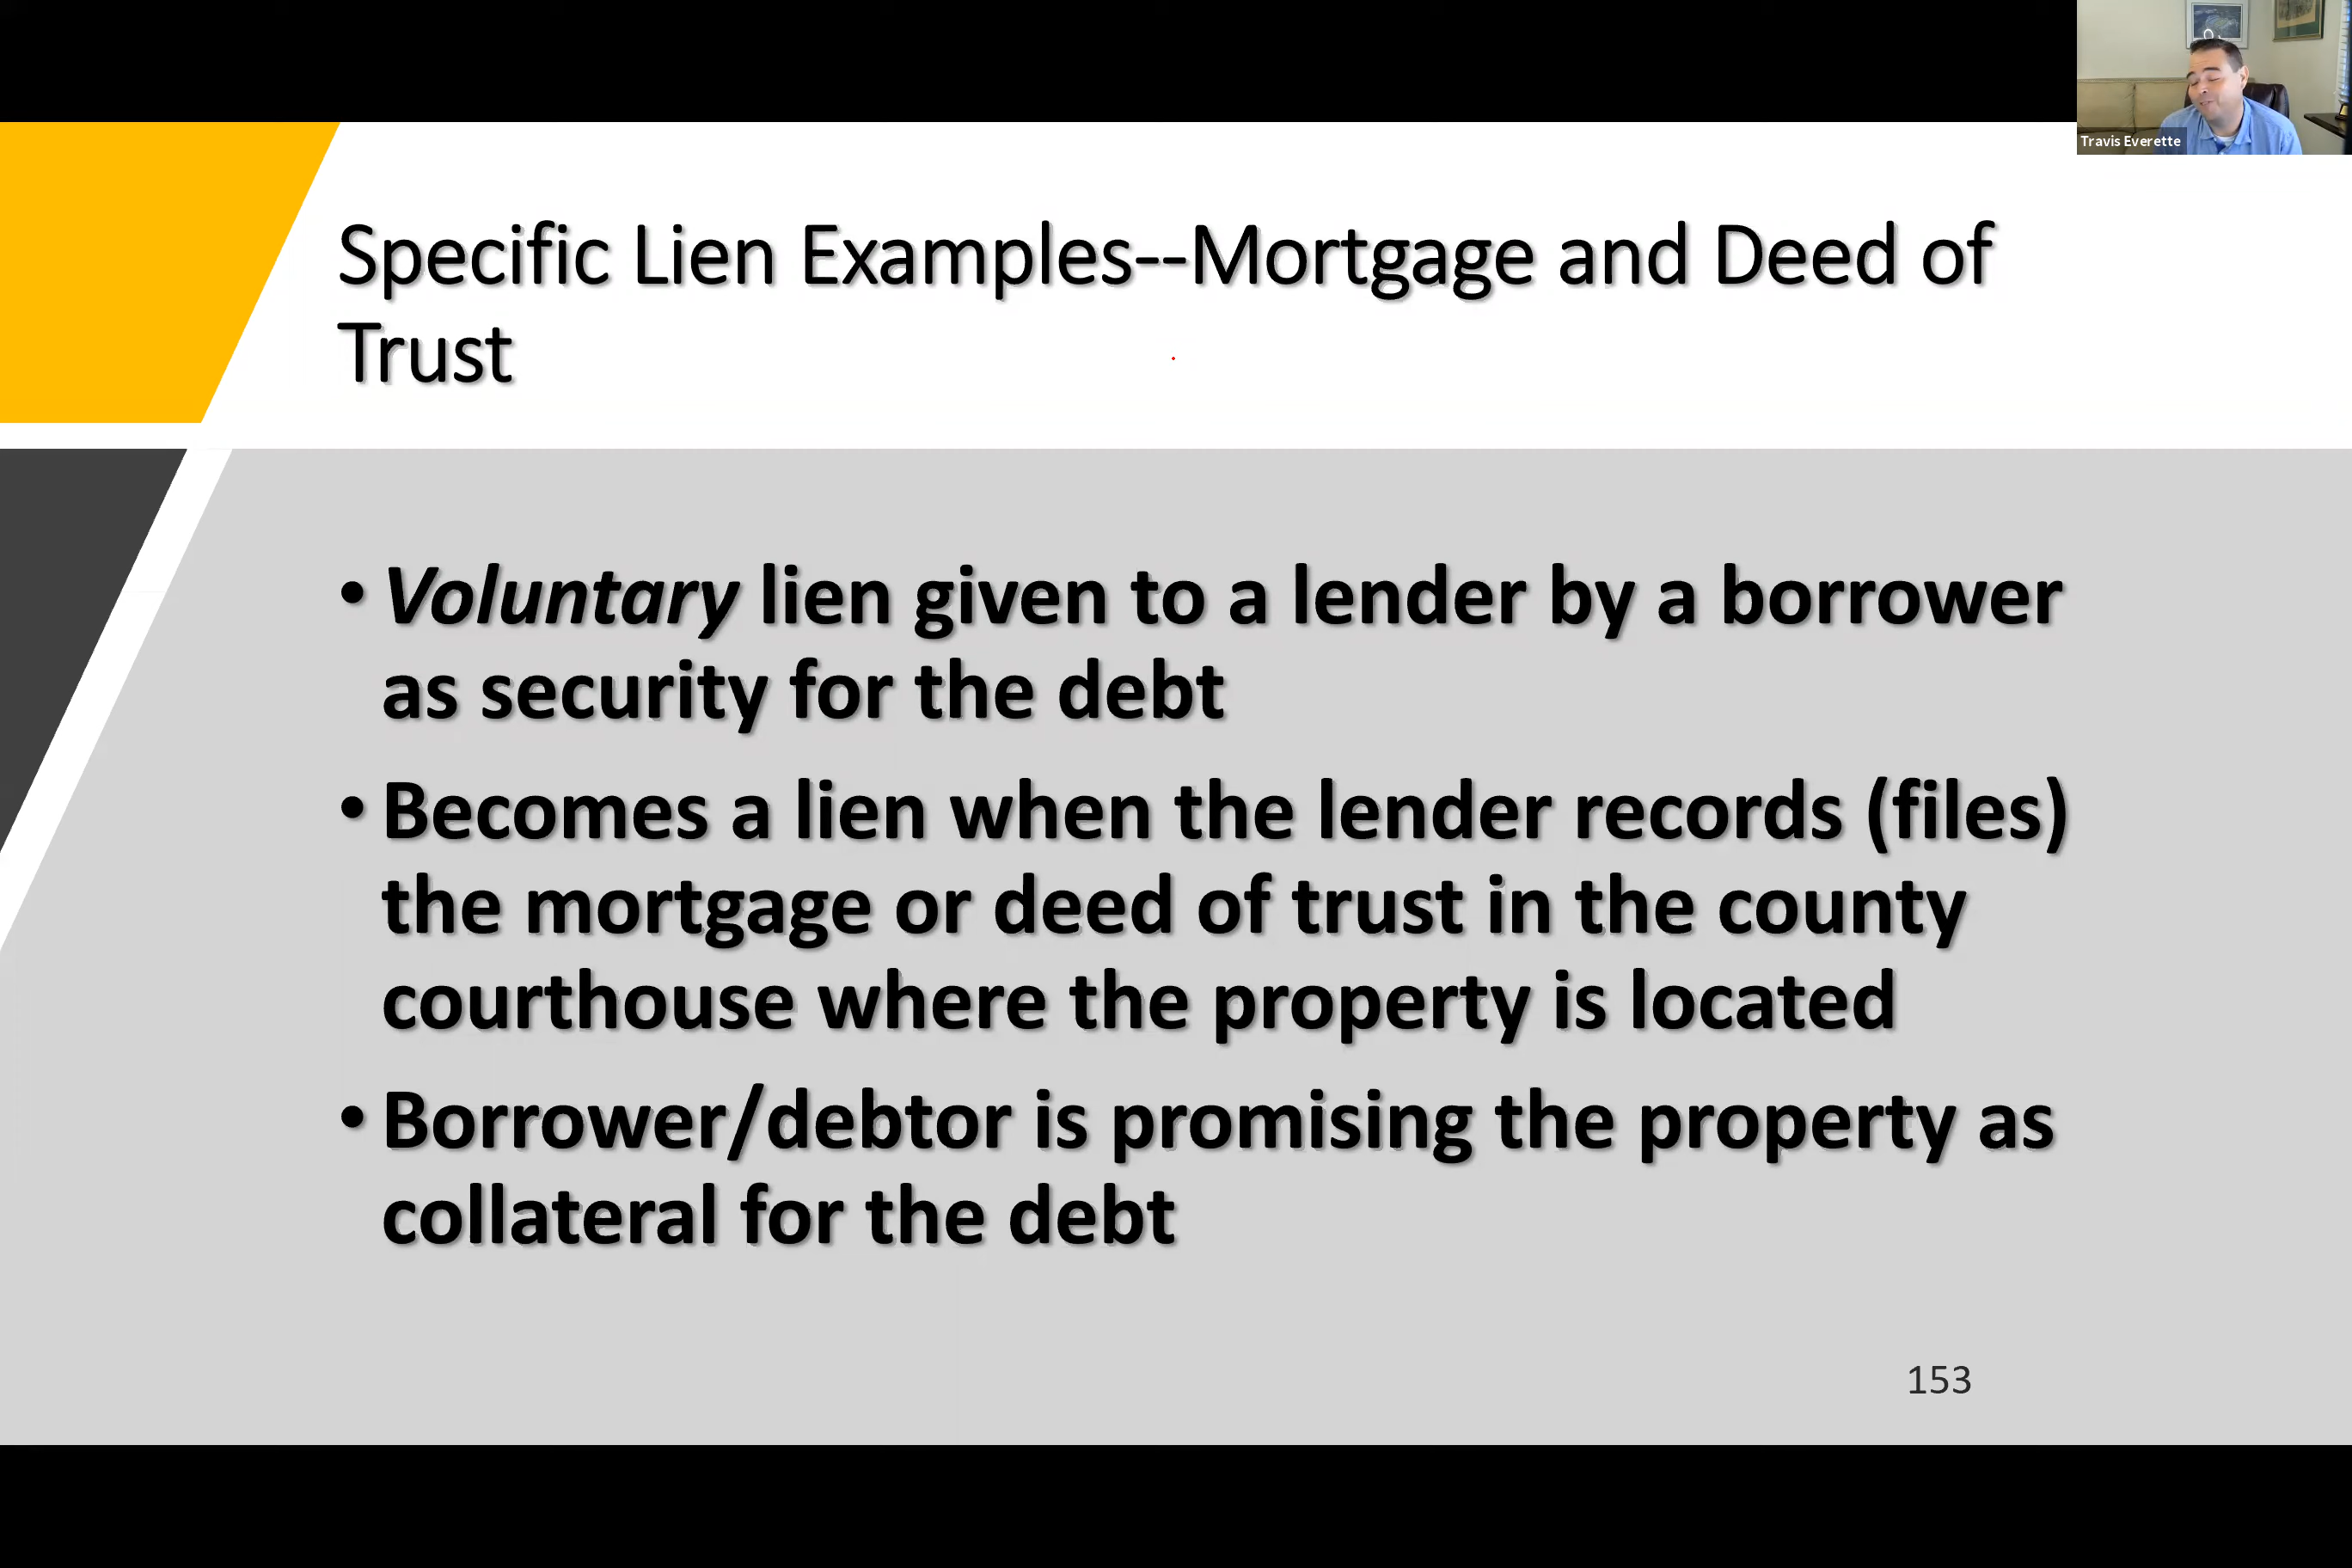 Travis Everette
Specific Lien Examples--Mortgage and Deed of
Trust
• Voluntary lien given to a lender by a borrower
as security for the debt
• Becomes a lien when the lender records (files)
the mortgage or deed of trust in the county
courthouse where the property is located
• Borrower/debtor is promising the property as
collateral for the debt
153